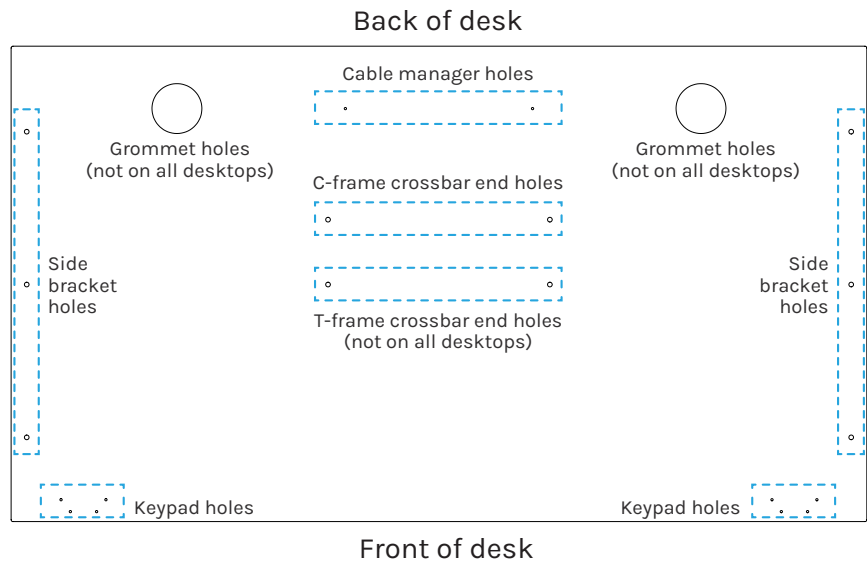 Back of desk
Cable manager holes
Grommet holes
(not on all desktops)
Grommet holes
(not on all desktops)
C-frame crossbar end holes
Side
bracket
holes
Side
bracket
holes
T-frame crossbar end holes
(not on all desktops)
Keypad holes
Keypad holes
Front of desk